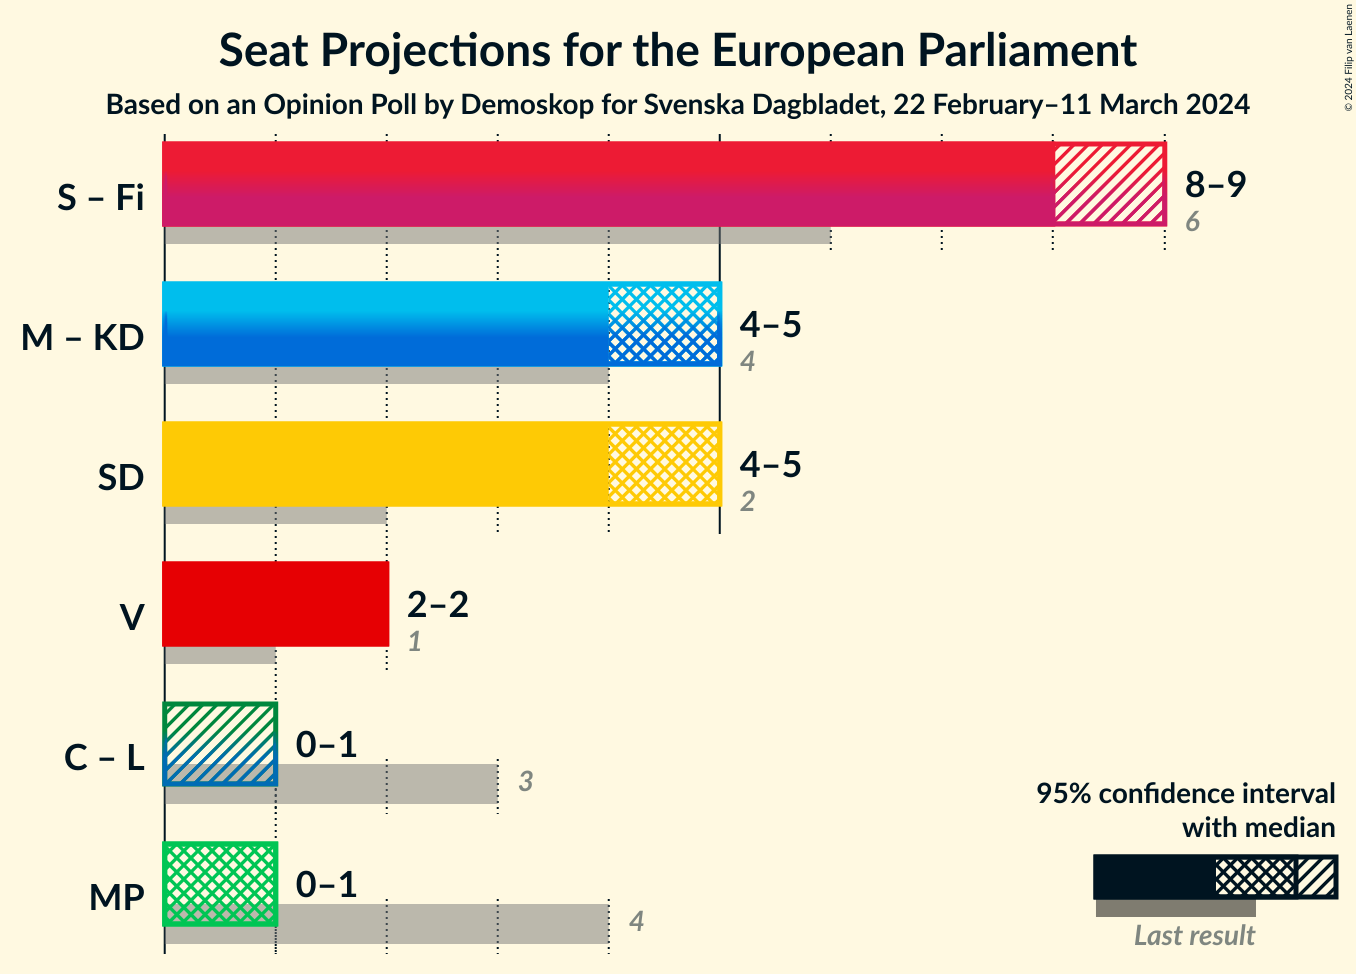 Seat Projections for the European Parliament
Based on an Opinion Poll by Demoskop for Svenska Dagbladet, 22 February–11 March 2024
© 2024 Filip van Laenen
S – Fi
8–9
6
M – KD
4–5
4
SD
4–5
2
V
2–2
1
C – L
0–1
3
MP
0–1
4
95% confidence interval
with median
Last result